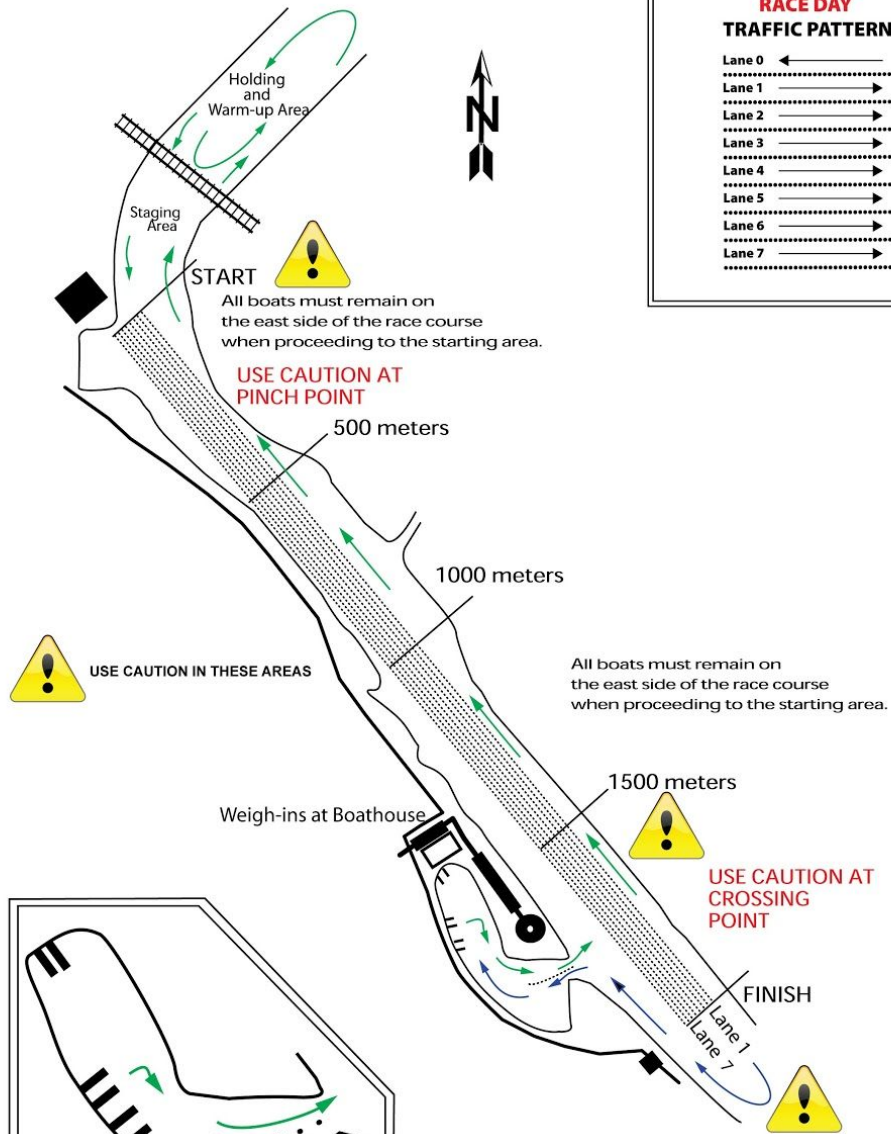 RACE DAY
TRAFFIC PATTERN
Lane 0
Lane 1
Lane 2
Lane 3
Lane 4
Lane 5
Lane 6
Lane 7
Holding
and
Warm-up Area
N
Staging
Area
START
All boats must remain on
the east side of the race course
when proceeding to the starting area.
USE CAUTION AT
PINCH POINT
500 meters
1000 meters
USE CAUTION IN THESE AREAS
All boats must remain on
the east side of the race course
when proceeding to the starting area.
1500 meters
Weigh-ins at Boathouse
USE CAUTION AT
CROSSING
POINT
FINISH
Lane 1
Lane 7